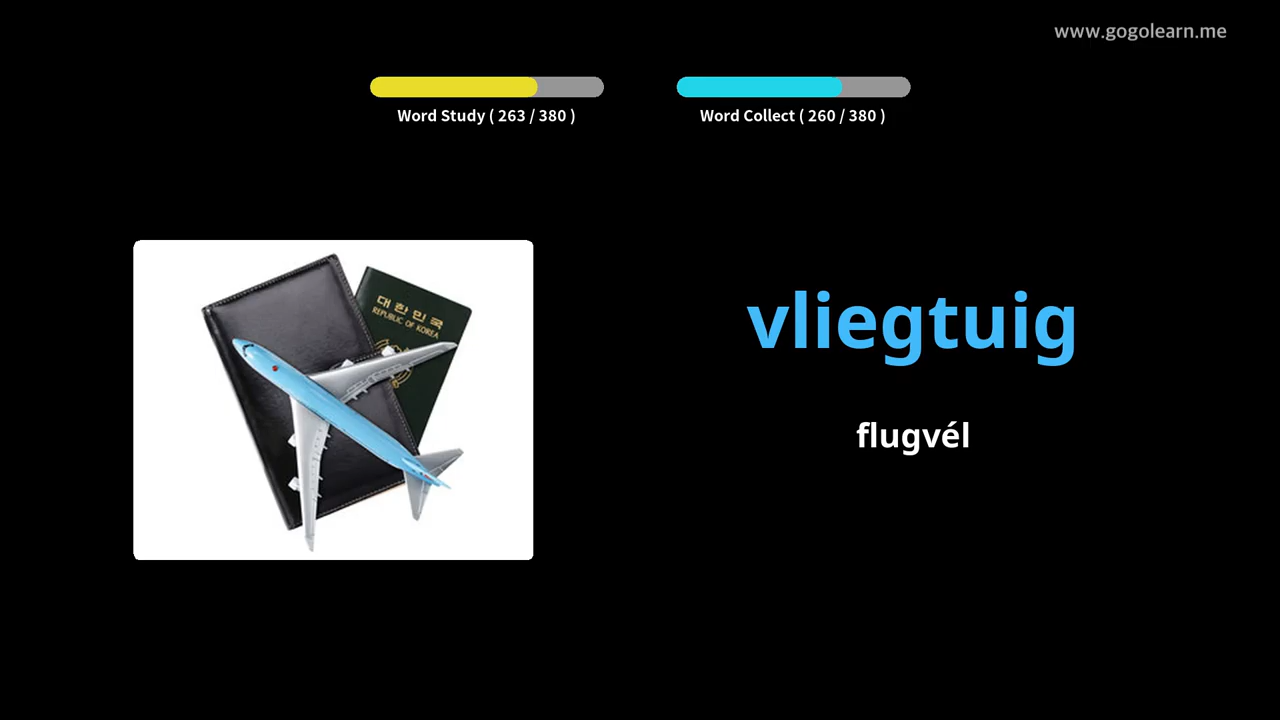 www.gogolearn.me
Word Study ( 263 / 380 )
Word Collect ( 260 / 380 )
대한민국
REPUBLIC OF KOREA
vliegtuig
flugvél